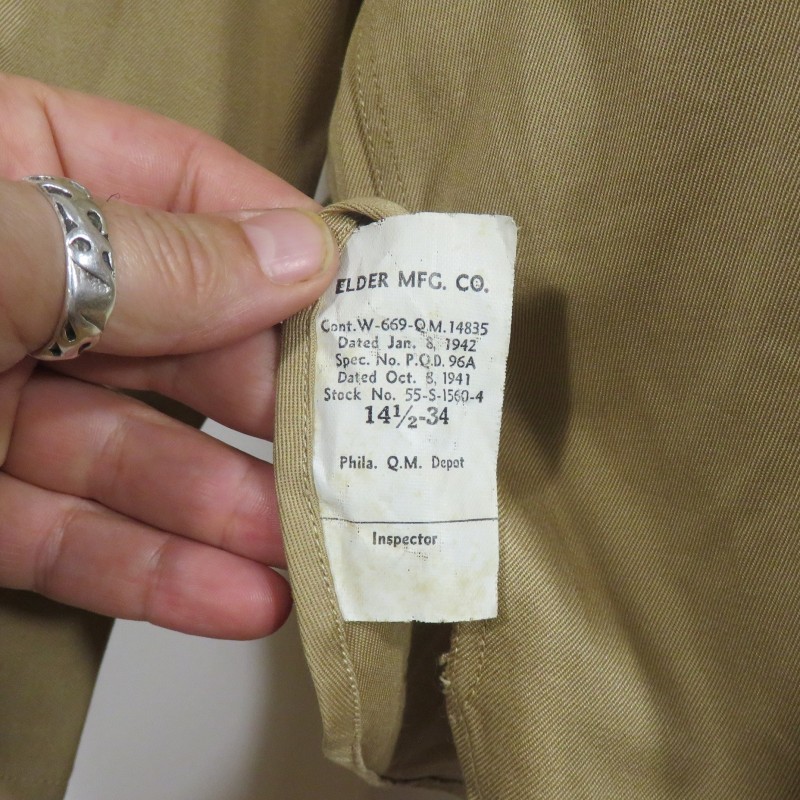 ELDER MFG. CO.
Cont.W-669-Q.M.14835
Dated Jan. 8, 1942
Spec. No. P.Q.D. 96A
Dated Oct. 8, 1941
Stock No. 55-S-1560-4
14½-34
Phila. Q.M. Depot
Inspector